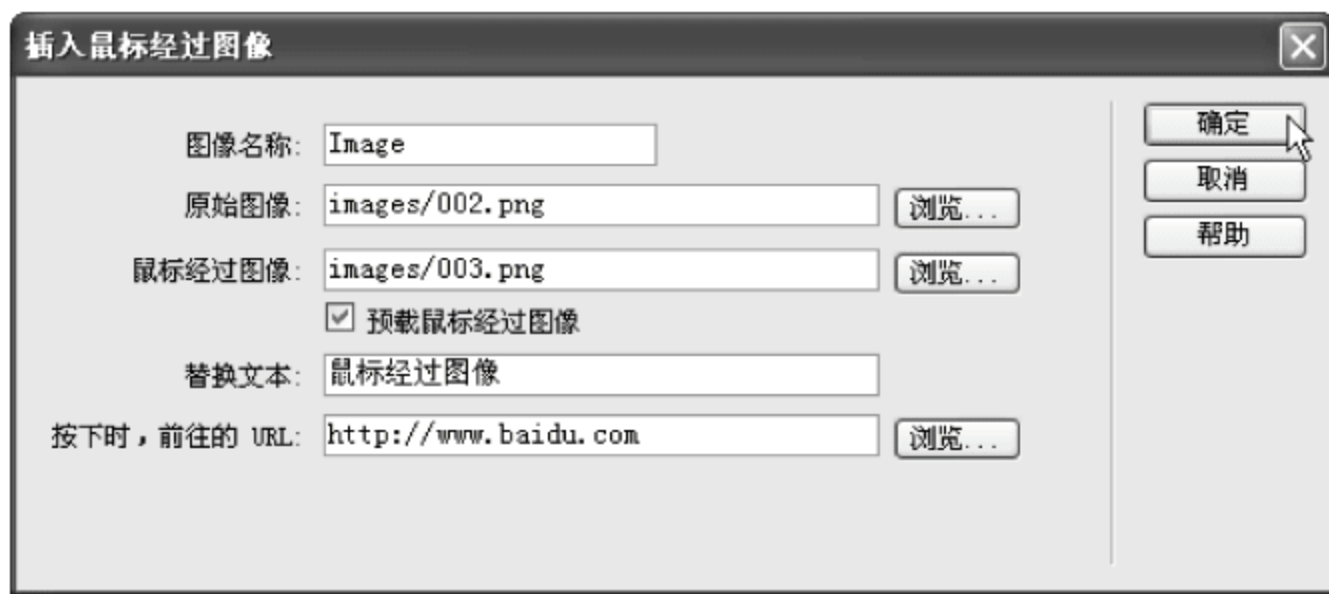 插入鼠标经过图像
图像名称: Image
确定
原始图像: images/002.png 浏览...
取消
鼠标经过图像: images/003.png 浏览...
帮助
预载鼠标经过图像
替换文本: 鼠标经过图像
按下时，前往的 URL: http://www.baidu.com 浏览...